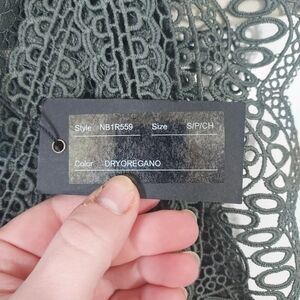 Style NB1R559 Size S/P/CH
Color DRYOREGANO